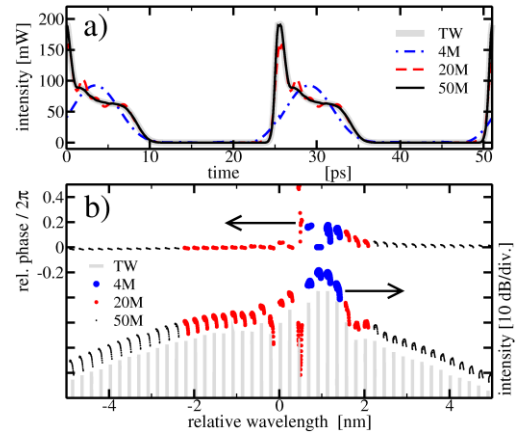 a)
intensity [mW]
200
150
100
50
0
TW
4M
20M
50M
0 10 20 30 40 50
time [ps]
b)
rel. phase / 2π
0.4
0.2
0
-0.2
TW
4M
20M
50M
intensity [10 dB/div.]
-4 -2 0 2 4
relative wavelength [nm]